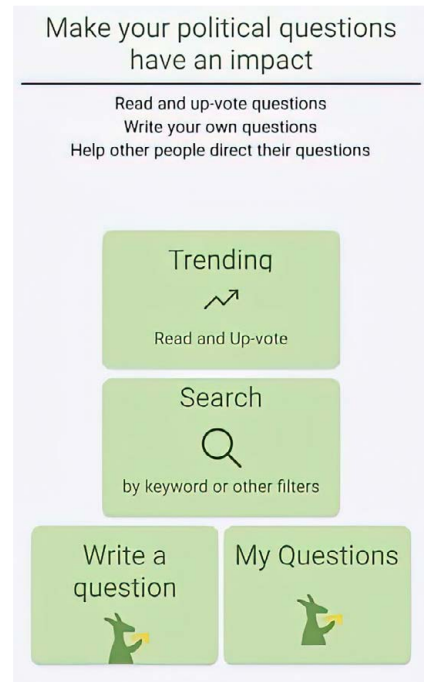 Make your political questions
have an impact
Read and up-vote questions
Write your own questions
Help other people direct their questions
Trending
Read and Up-vote
Search
by keyword or other filters
Write a
question
My Questions